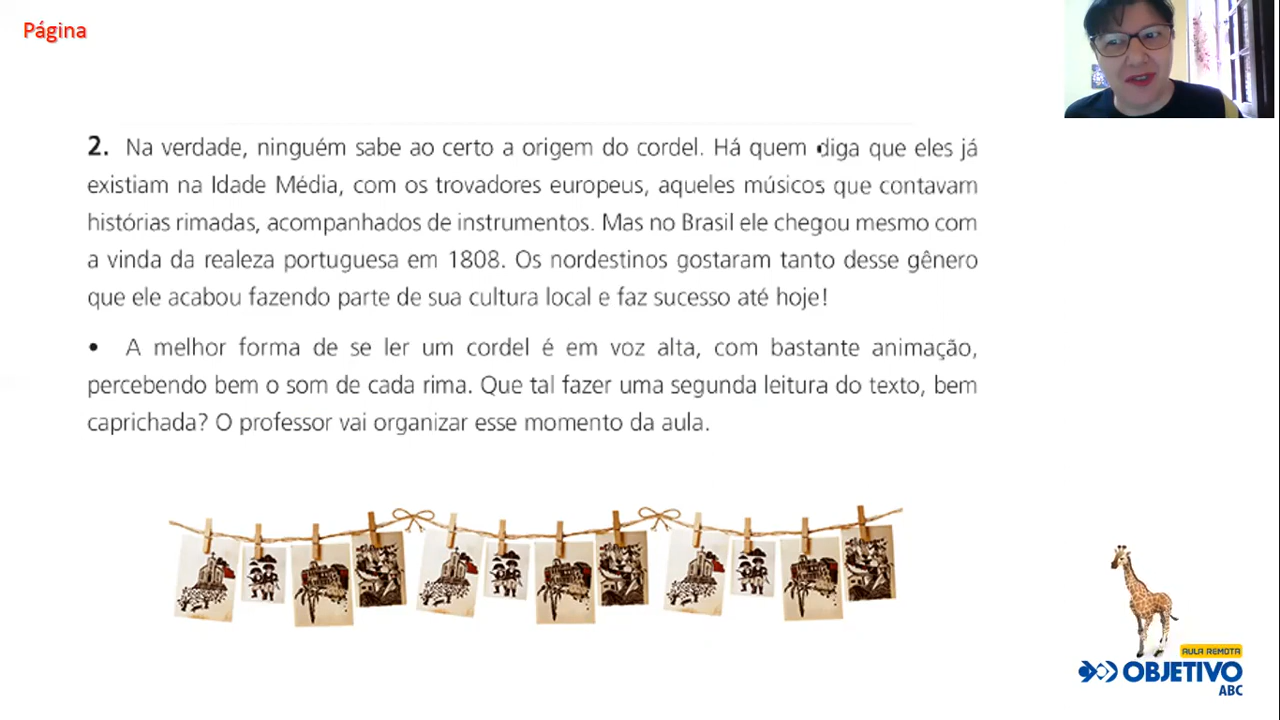 Página
2. Na verdade, ninguém sabe ao certo a origem do cordel. Há quem diga que eles já
existiam na Idade Média, com os trovadores europeus, aqueles músicos que contavam
histórias rimadas, acompanhados de instrumentos. Mas no Brasil ele chegou mesmo com
a vinda da realeza portuguesa em 1808. Os nordestinos gostaram tanto desse gênero
que ele acabou fazendo parte de sua cultura local e faz sucesso até hoje!
• A melhor forma de se ler um cordel é em voz alta, com bastante animação,
percebendo bem o som de cada rima. Que tal fazer uma segunda leitura do texto, bem
caprichada? O professor vai organizar esse momento da aula.
AULA REMOTA
OBJETIVO
ABC